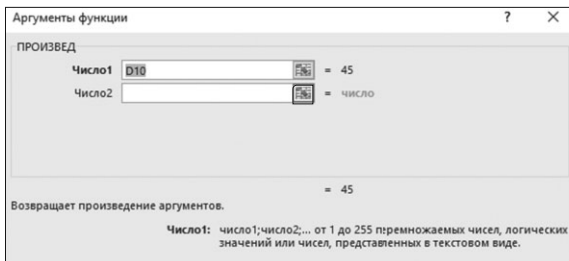 Аргументы функции ? ×
ПРОИЗВЕД
Число1 D10 = 45
Число2 = число
= 45
Возвращает произведение аргументов.
Число1: число1;число2;... от 1 до 255 перемножаемых чисел, логических
значений или чисел, представленных в текстовом виде.